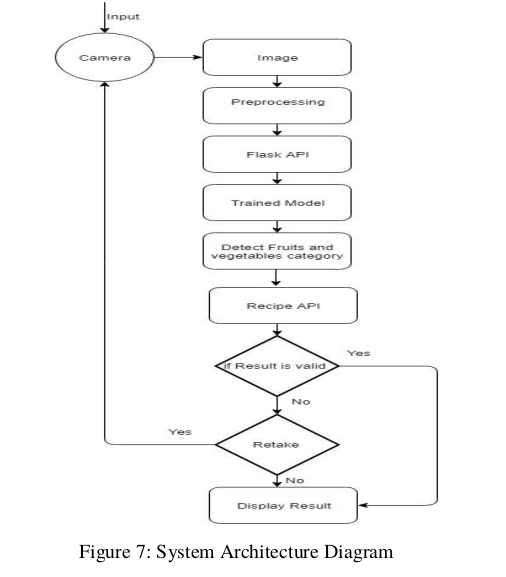 Input
Camera
Image
Preprocessing
Flask API
Trained Model
Detect Fruits and
vegetables category
Recipe API
if Result is valid
Yes
No
Yes
Retake
No
Display Result
Figure 7: System Architecture Diagram